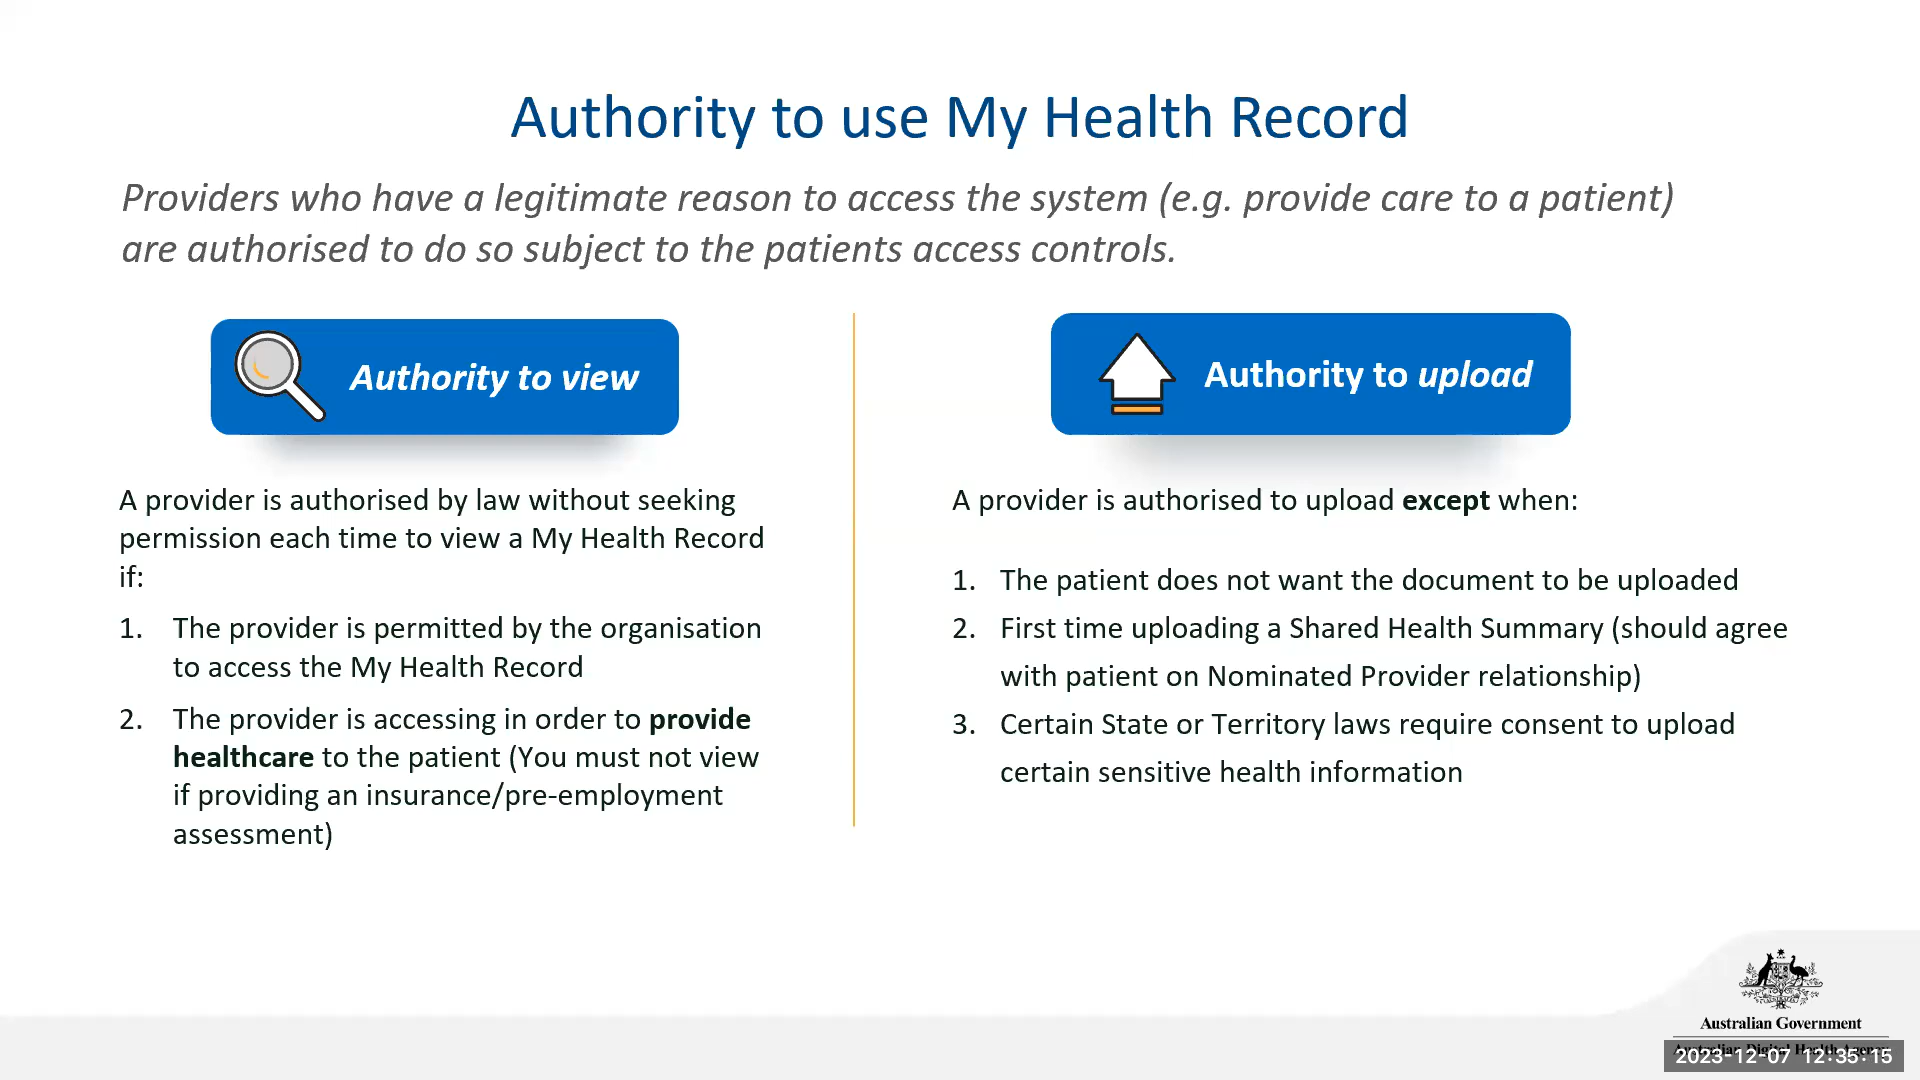 Authority to use My Health Record
Providers who have a legitimate reason to access the system (e.g. provide care to a patient)
are authorised to do so subject to the patients access controls.
Authority to view
A provider is authorised by law without seeking
permission each time to view a My Health Record
if:
1. The provider is permitted by the organisation
to access the My Health Record
2. The provider is accessing in order to provide
healthcare to the patient (You must not view
if providing an insurance/pre-employment
assessment)
Authority to upload
A provider is authorised to upload except when:
1. The patient does not want the document to be uploaded
2. First time uploading a Shared Health Summary (should agree
with patient on Nominated Provider relationship)
3. Certain State or Territory laws require consent to upload
certain sensitive health information
Australian Government
Australian Digital Health Agency
2023-12-07 12:35:15